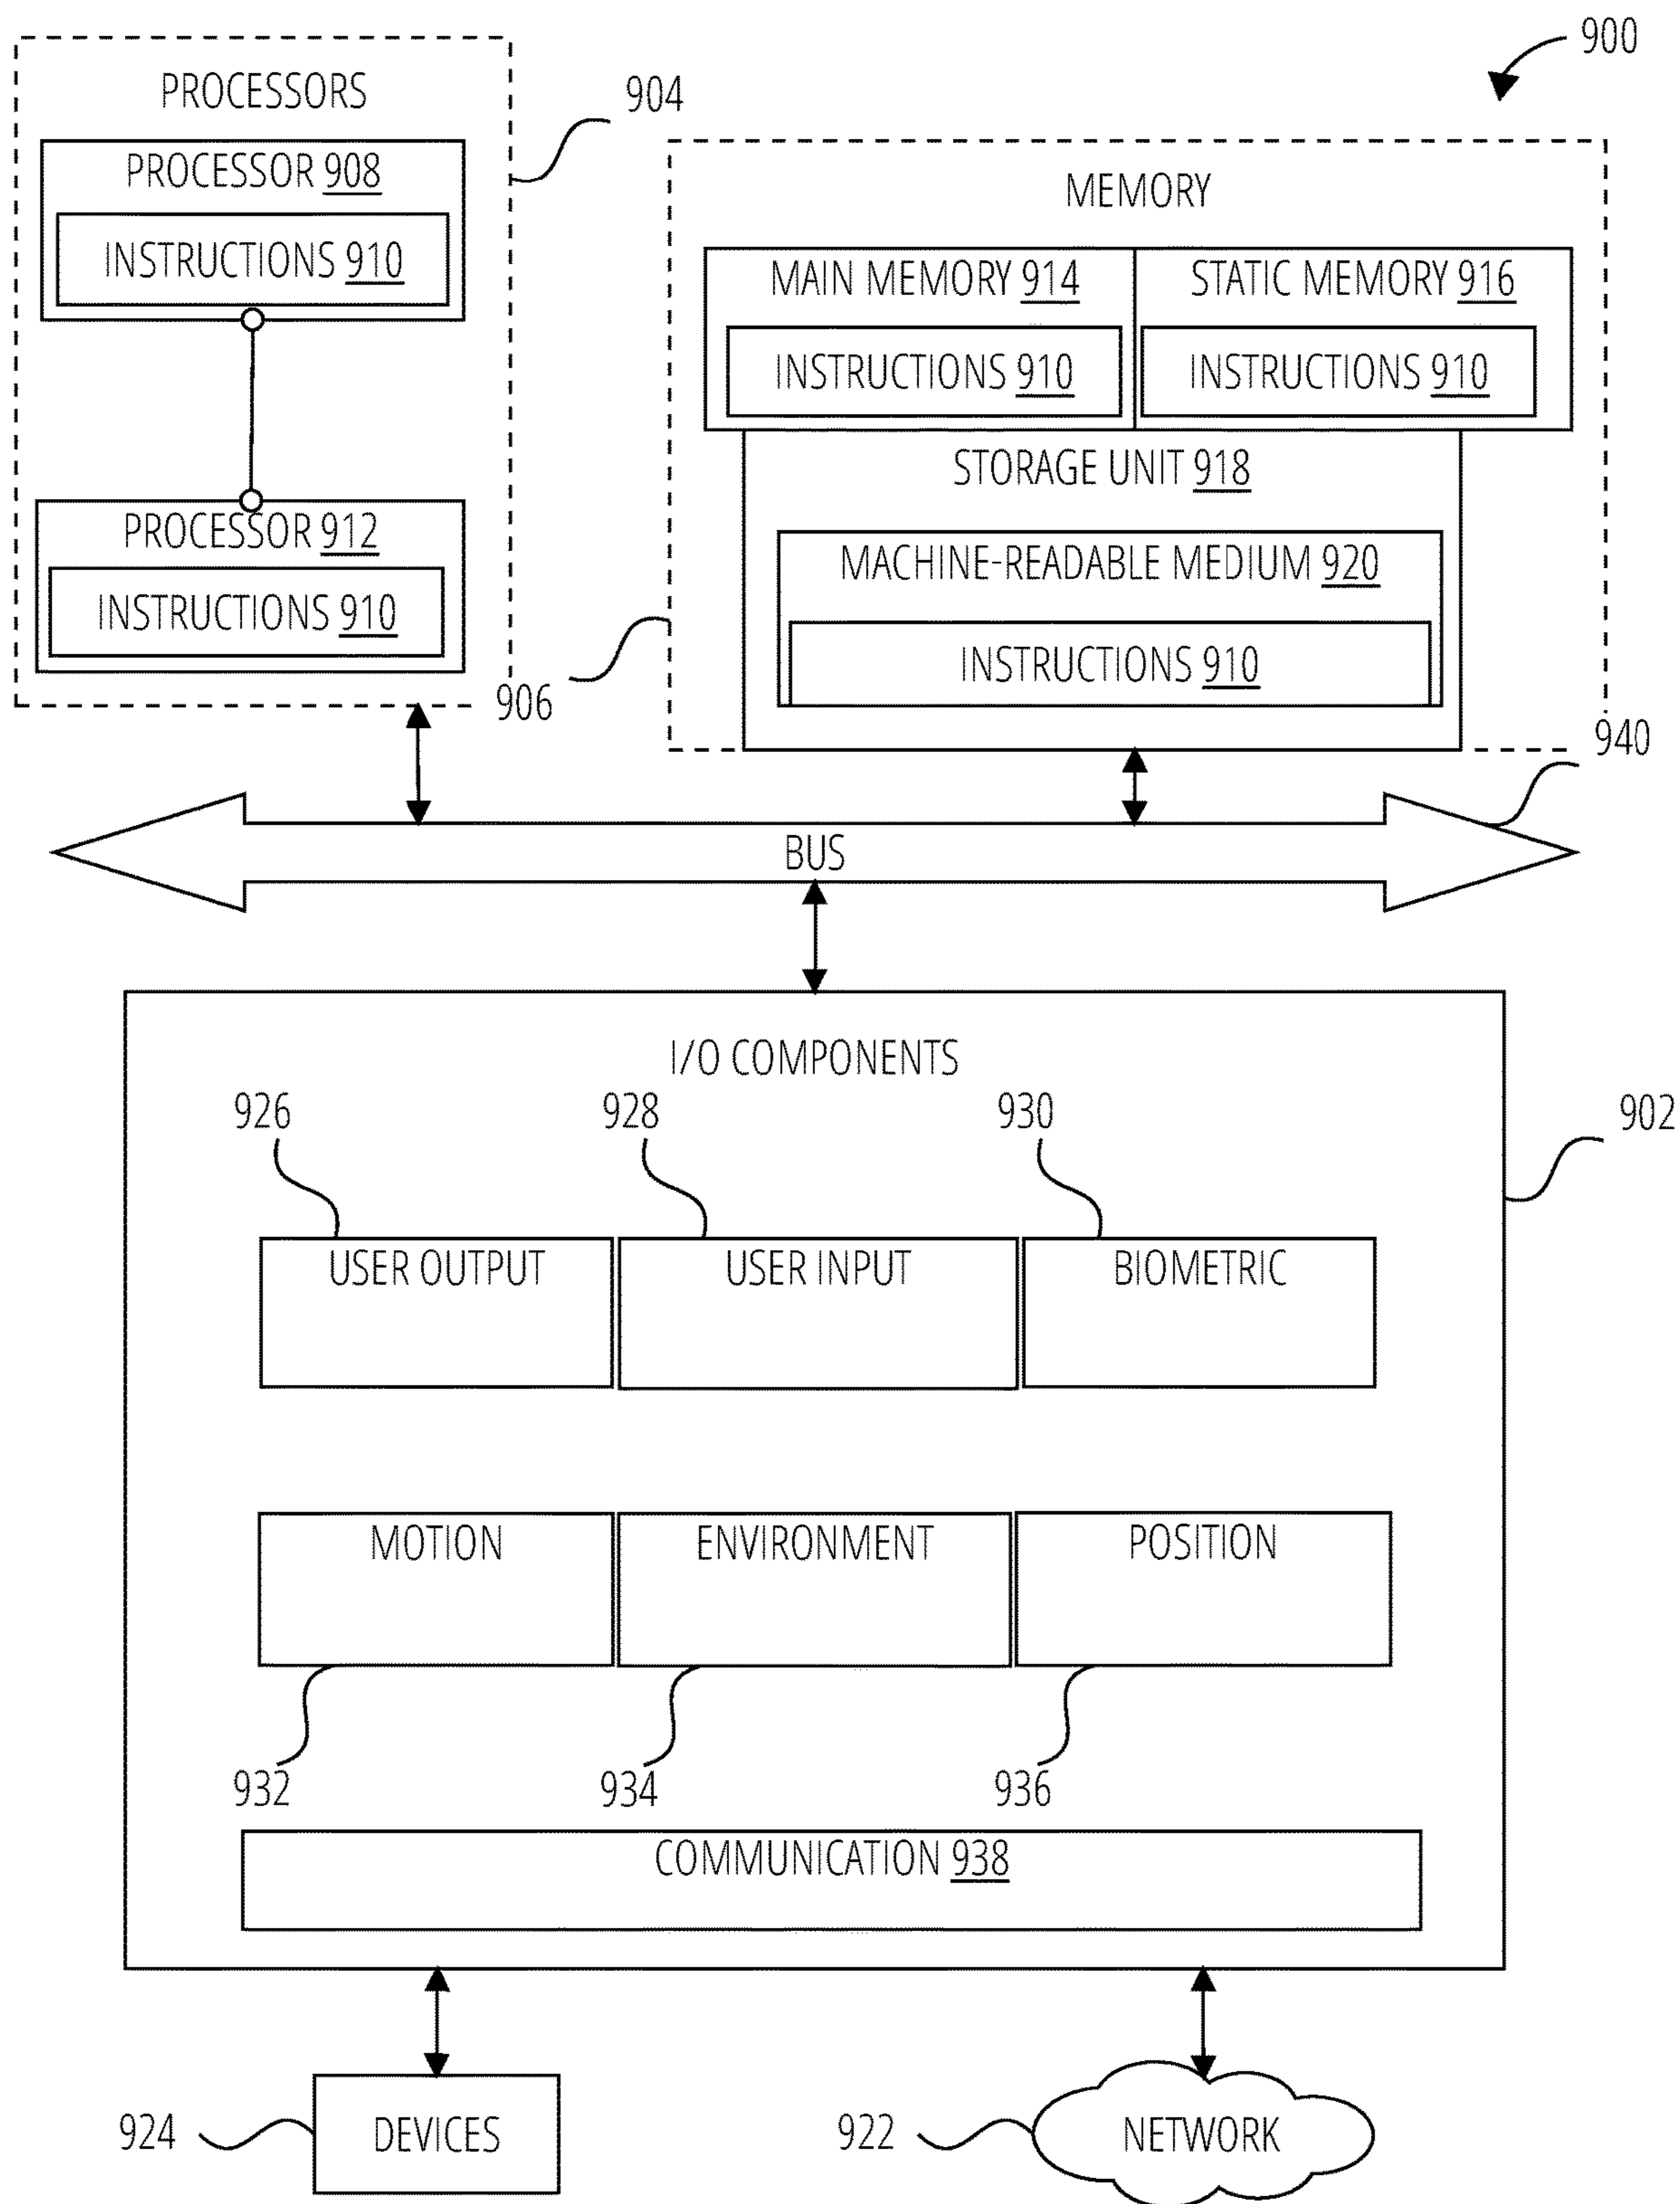 900
PROCESSORS
904
PROCESSOR 908
INSTRUCTIONS 910
PROCESSOR 912
INSTRUCTIONS 910
MEMORY
MAIN MEMORY 914
INSTRUCTIONS 910
STATIC MEMORY 916
INSTRUCTIONS 910
STORAGE UNIT 918
MACHINE-READABLE MEDIUM 920
INSTRUCTIONS 910
906
940
BUS
I/O COMPONENTS
902
926
928
930
USER OUTPUT
USER INPUT
BIOMETRIC
MOTION
ENVIRONMENT
POSITION
932
934
936
COMMUNICATION 938
924
DEVICES
922
NETWORK